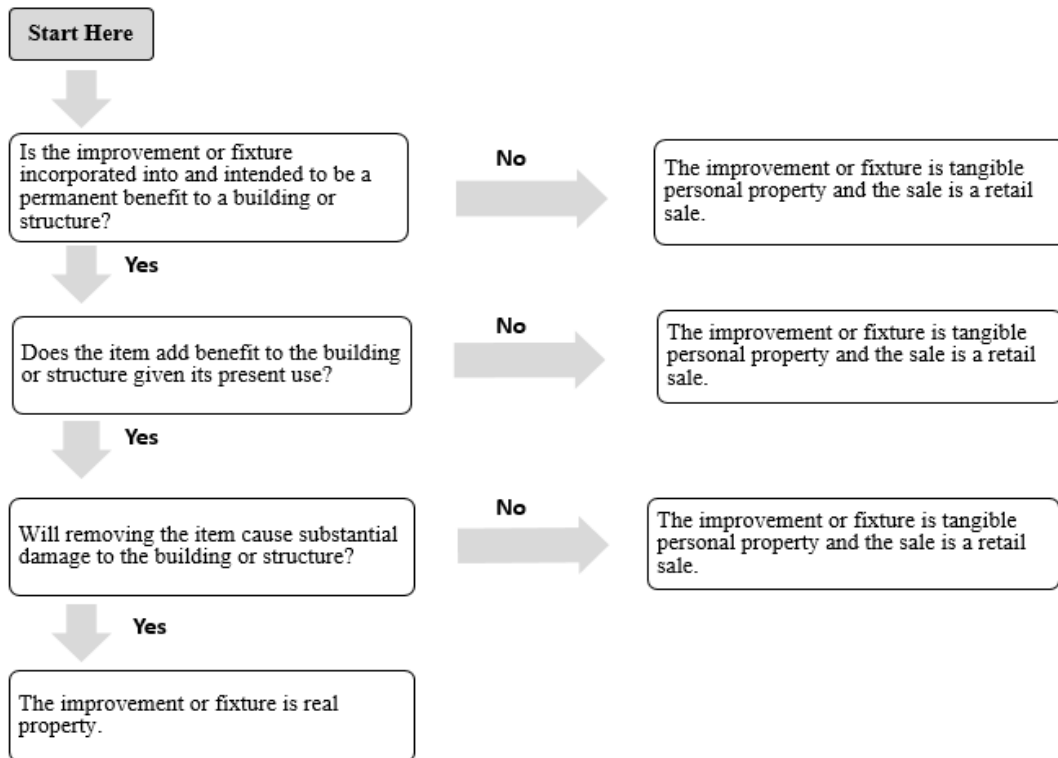 Start Here
Is the improvement or fixture
incorporated into and intended to be a
permanent benefit to a building or
structure?
No
The improvement or fixture is tangible
personal property and the sale is a retail
sale.
Yes
Does the item add benefit to the building
or structure given its present use?
No
The improvement or fixture is tangible
personal property and the sale is a retail
sale.
Yes
Will removing the item cause substantial
damage to the building or structure?
No
The improvement or fixture is tangible
personal property and the sale is a retail
sale.
Yes
The improvement or fixture is real
property.